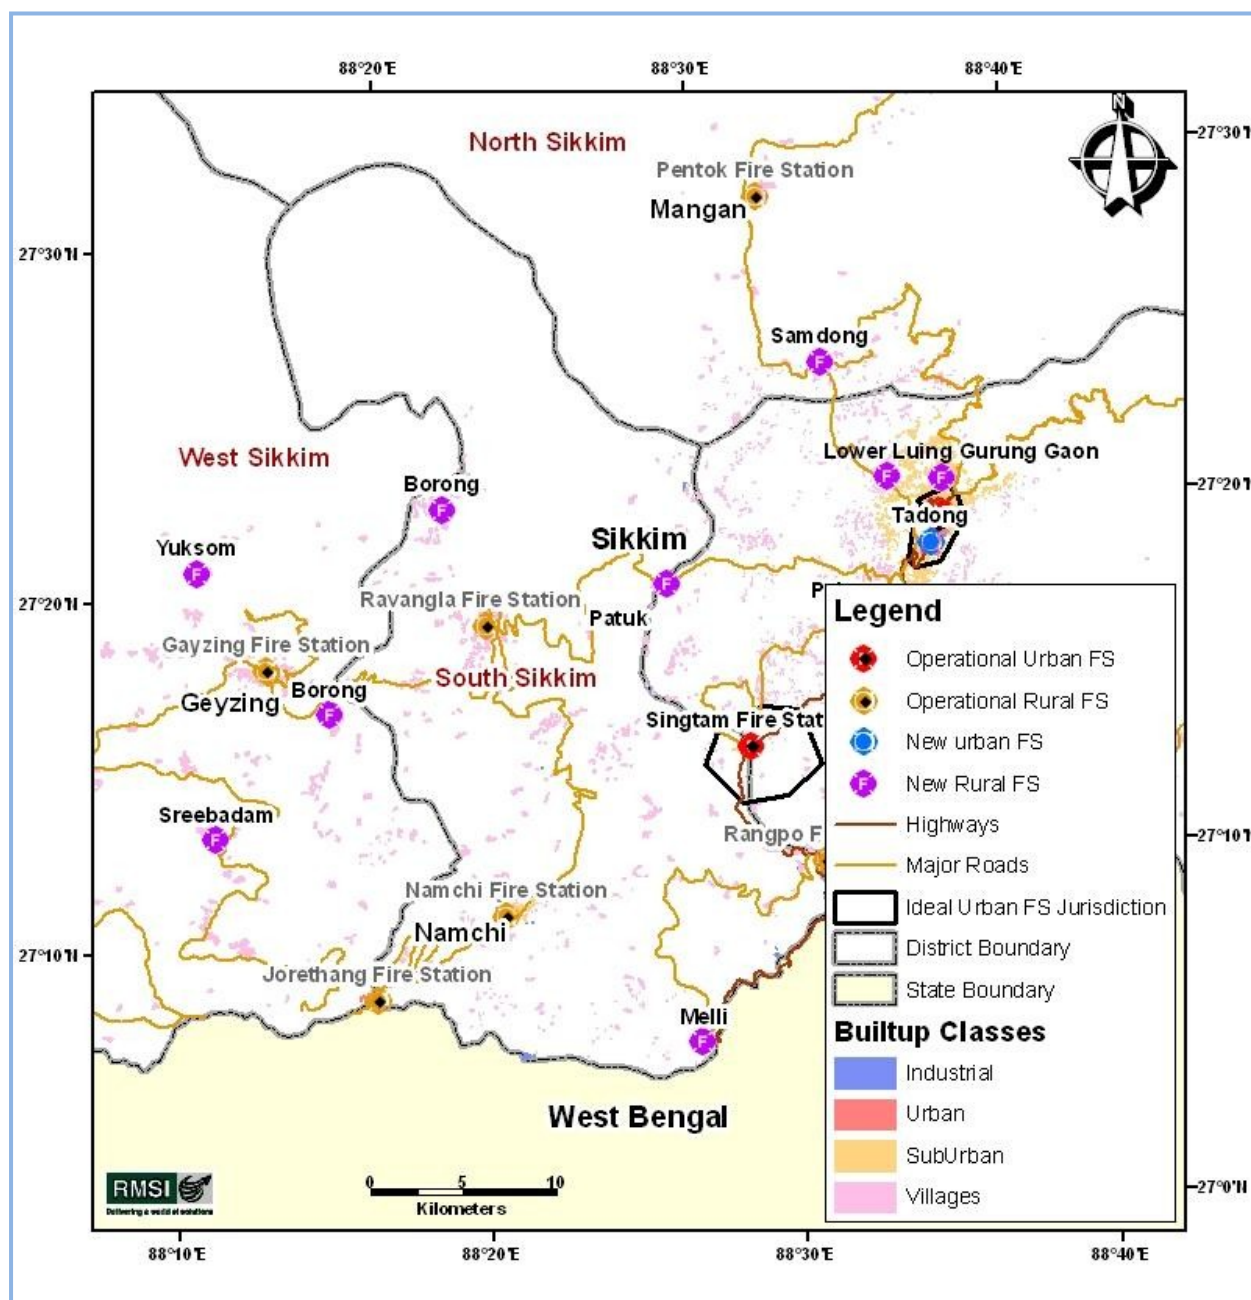 88°20'E 88°30'E 88°40'E
N
27°30'N
North Sikkim
Pentok Fire Station
Mangan
27°30'N
Samdong
Lower Luing Gurung Gaon
West Sikkim
Borong
27°20'N
Tadong
Sikkim
Yuksom
Patuk
27°20'N
Ravangla Fire Station
Gayzing Fire Station
South Sikkim
Borong
Geyzing
Singtam Fire Stat
Sreebadam
Rangpo F
27°10'N
Namchi Fire Station
Namchi
27°10'N
Jorethang Fire Station
Melli
West Bengal
Legend
Operational Urban FS
Operational Rural FS
New urban FS
New Rural FS
Highways
Major Roads
Ideal Urban FS Jurisdiction
District Boundary
State Boundary
Builtup Classes
Industrial
Urban
SubUrban
Villages
27°0'N
RMSI
Delivering a world of solutions
0 5 10
Kilometers
88°10'E 88°20'E 88°30'E 88°40'E